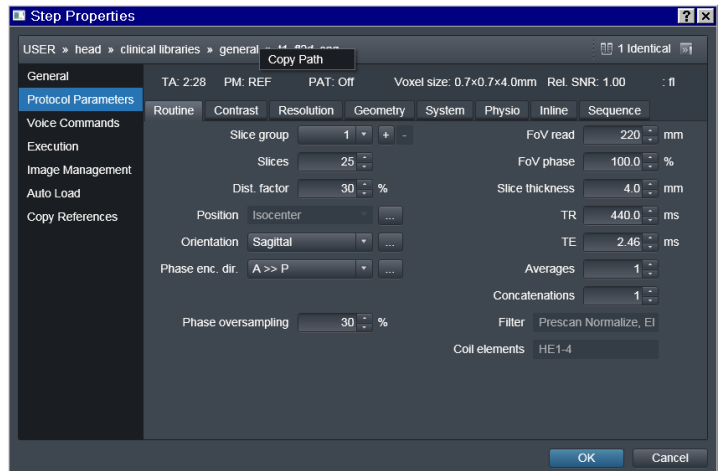 Step Properties
USER » head » clinical libraries » general
Copy Path
1 Identical
General
Protocol Parameters
Voice Commands
Execution
Image Management
Auto Load
Copy References
TA: 2:28 PM: REF PAT: Off Voxel size: 0.7×0.7×4.0mm Rel. SNR: 1.00 : fl
Routine Contrast Resolution Geometry System Physio Inline Sequence
Slice group 1 + -
Slices 25
Dist. factor 30 %
Position Isocenter ...
Orientation Sagittal ...
Phase enc. dir. A >> P ...
Phase oversampling 30 %
FoV read 220 mm
FoV phase 100.0 %
Slice thickness 4.0 mm
TR 440.0 ms
TE 2.46 ms
Averages 1
Concatenations 1
Filter Prescan Normalize, El
Coil elements HE1-4
OK Cancel